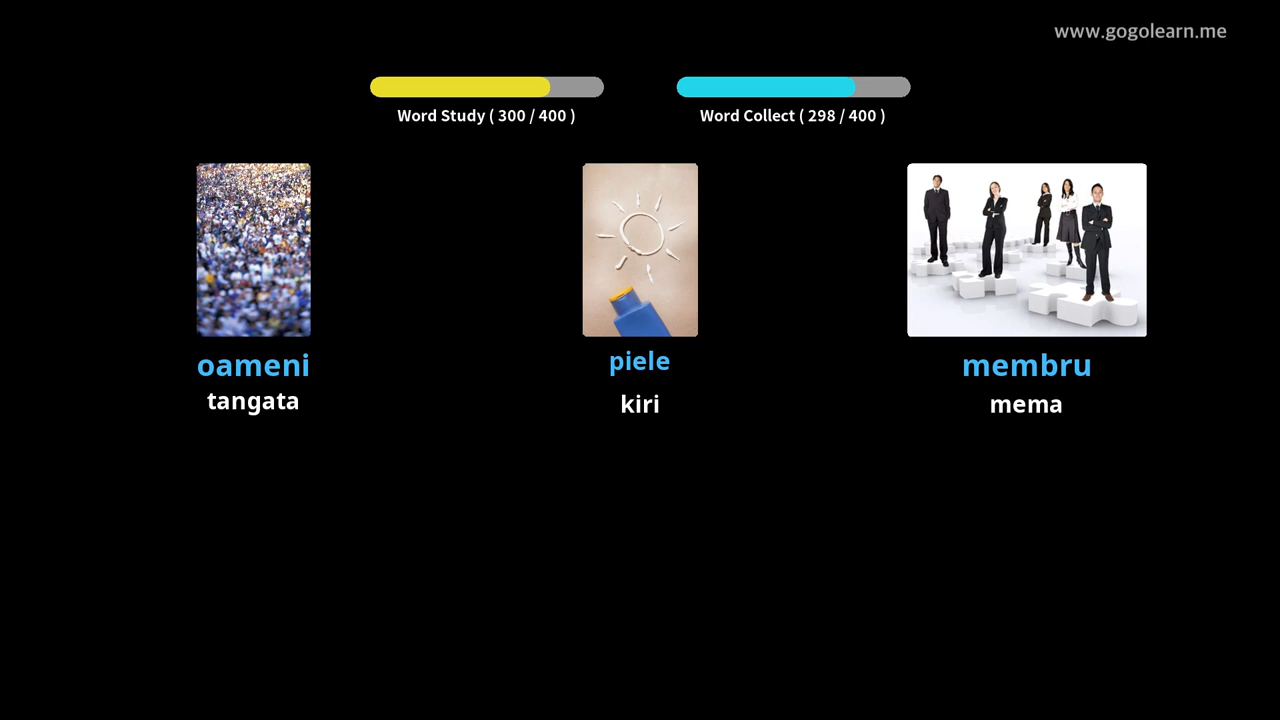 www.gogolearn.me
Word Study ( 300 / 400 )
Word Collect ( 298 / 400 )
oameni
tangata
piele
kiri
membru
mema